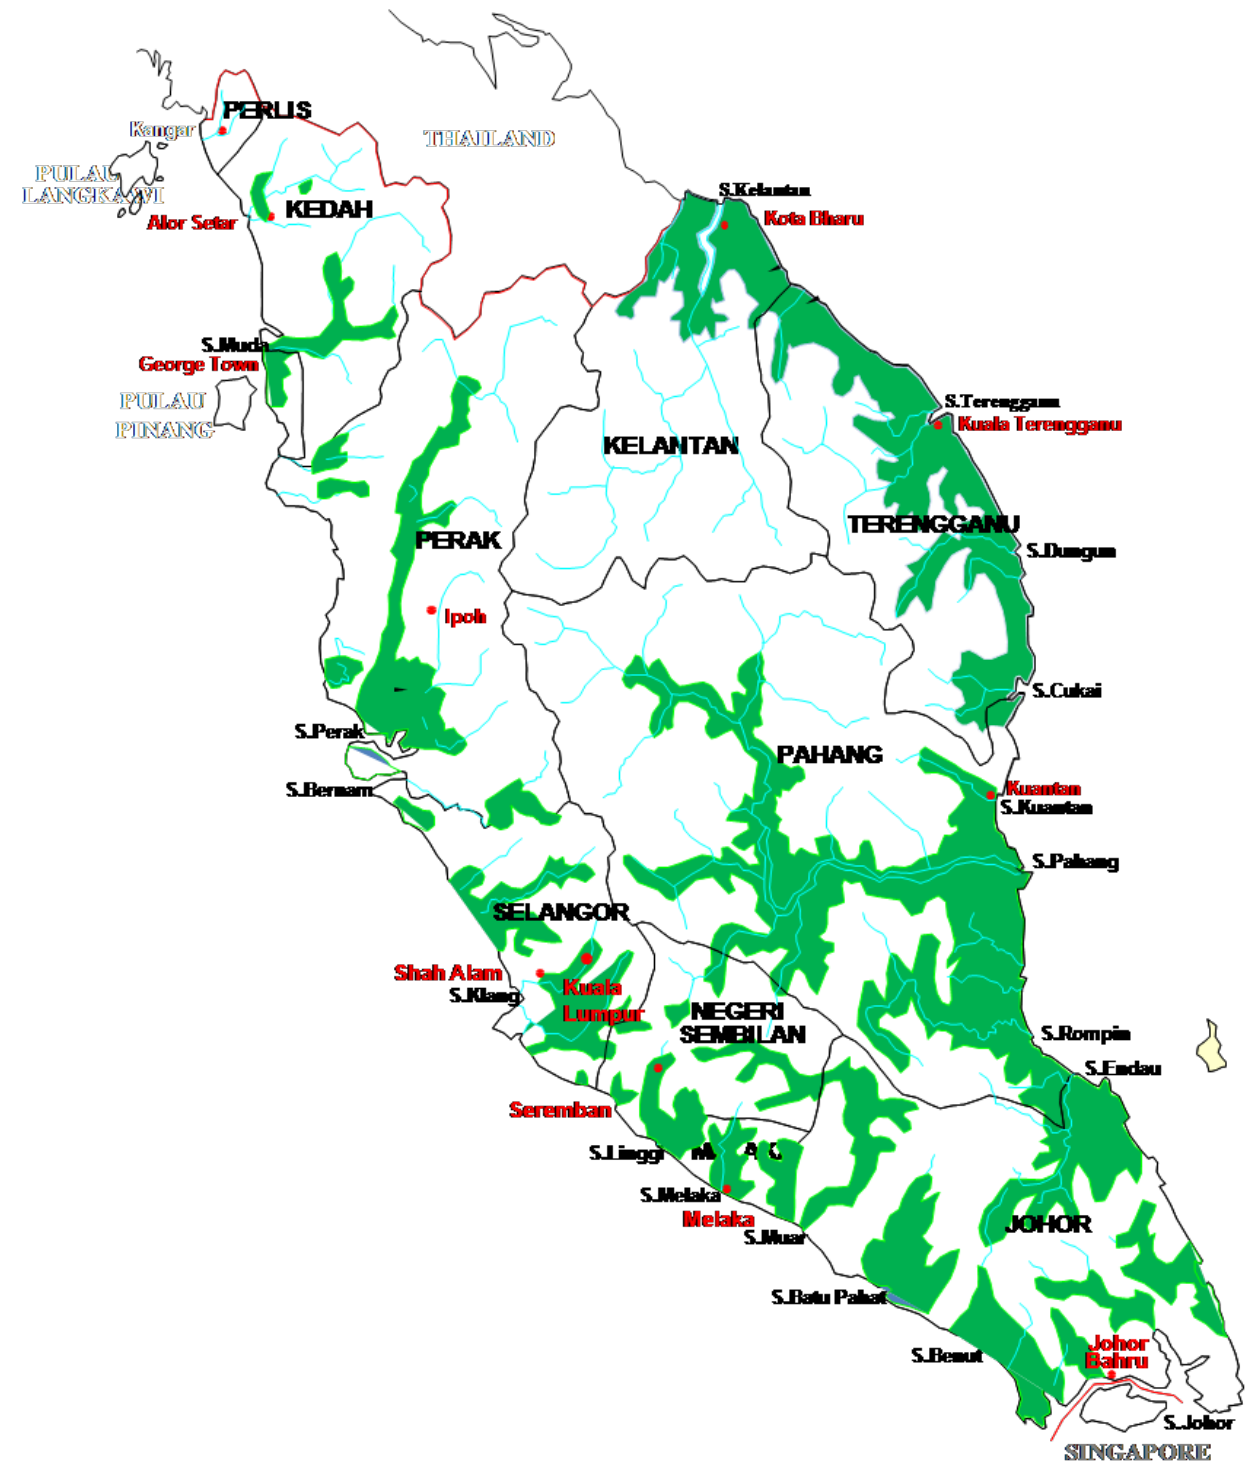 PERLIS
Kangar
THAILAND
PULAU
LANGKAWI
S.Kelantan
KEDAH
Kota Bharu
Alor Setar
S.Muda
George Town
PULAU
PINANG
S.Terengganu
Kuala Terengganu
KELANTAN
TERENGGANU
PERAK
S.Dungun
Ipoh
S.Cukai
S.Perak
PAHANG
S.Bernam
Kuantan
S.Kuantan
S.Pahang
SELANGOR
Shah Alam
S.Klang
Kuala
Lumpur
NEGERI
SEMBILAN
S.Rompin
S.Endau
Seremban
S.Linggi
S.Melaka
Melaka
S.Muar
JOHOR
S.Batu Pahat
S.Benut
Johor
Bahru
S.Johor
SINGAPORE